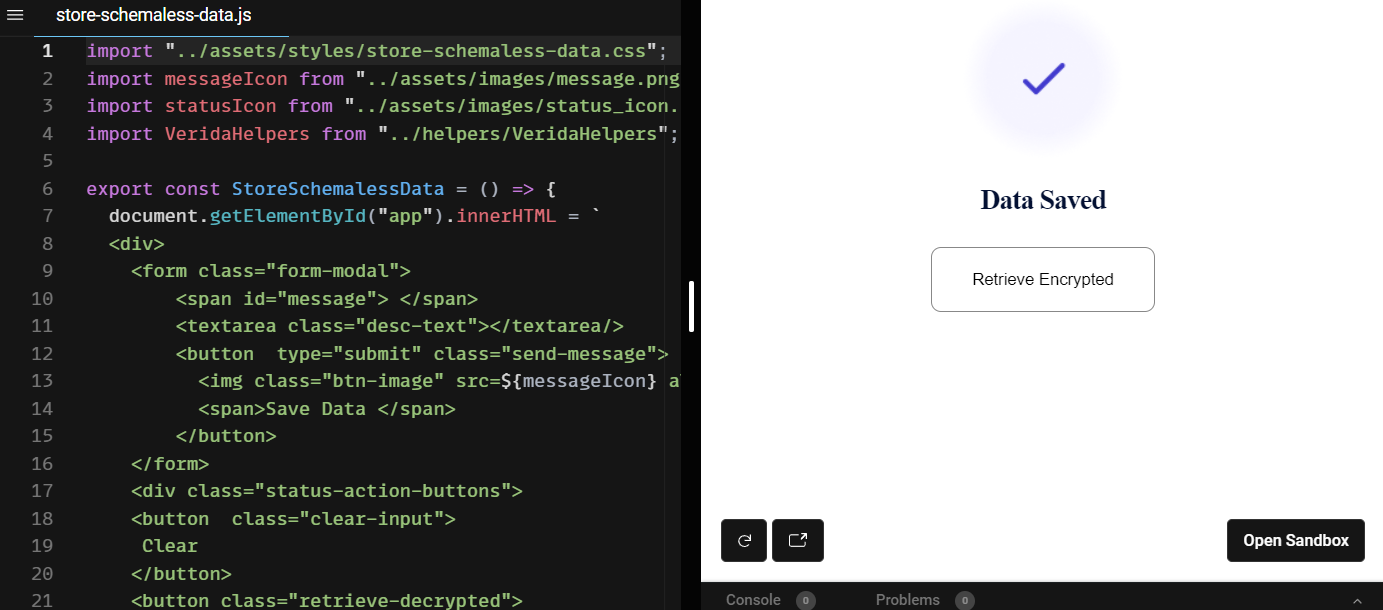 store-schemaless-data.js
1 import "../assets/styles/store-schemaless-data.css";
2 import messageIcon from "../assets/images/message.png
3 import statusIcon from "../assets/images/status_icon.
4 import VeridaHelpers from "../helpers/VeridaHelpers";
5
6 export const StoreSchemalessData = () => {
7 document.getElementById("app").innerHTML = `
8 <div>
9 <form class="form-modal">
10 <span id="message"> </span>
11 <textarea class="desc-text"></textarea/>
12 <button  type="submit" class="send-message">
13 <img class="btn-image" src=${messageIcon} a
14 <span>Save Data </span>
15 </button>
16 </form>
17 <div class="status-action-buttons">
18 <button  class="clear-input">
19 Clear
20 </button>
21 <button class="retrieve-decrypted">
Data Saved
Retrieve Encrypted
Open Sandbox
Console 0 Problems 0